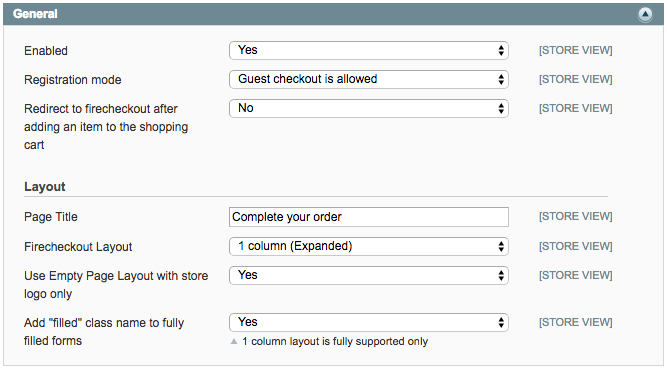 General
Enabled Yes [STORE VIEW]
Registration mode Guest checkout is allowed [STORE VIEW]
Redirect to firecheckout after No [STORE VIEW]
adding an item to the shopping
cart
Layout
Page Title Complete your order [STORE VIEW]
Firecheckout Layout 1 column (Expanded) [STORE VIEW]
Use Empty Page Layout with store Yes [STORE VIEW]
logo only
Add "filled" class name to fully Yes [STORE VIEW]
filled forms 1 column layout is fully supported only